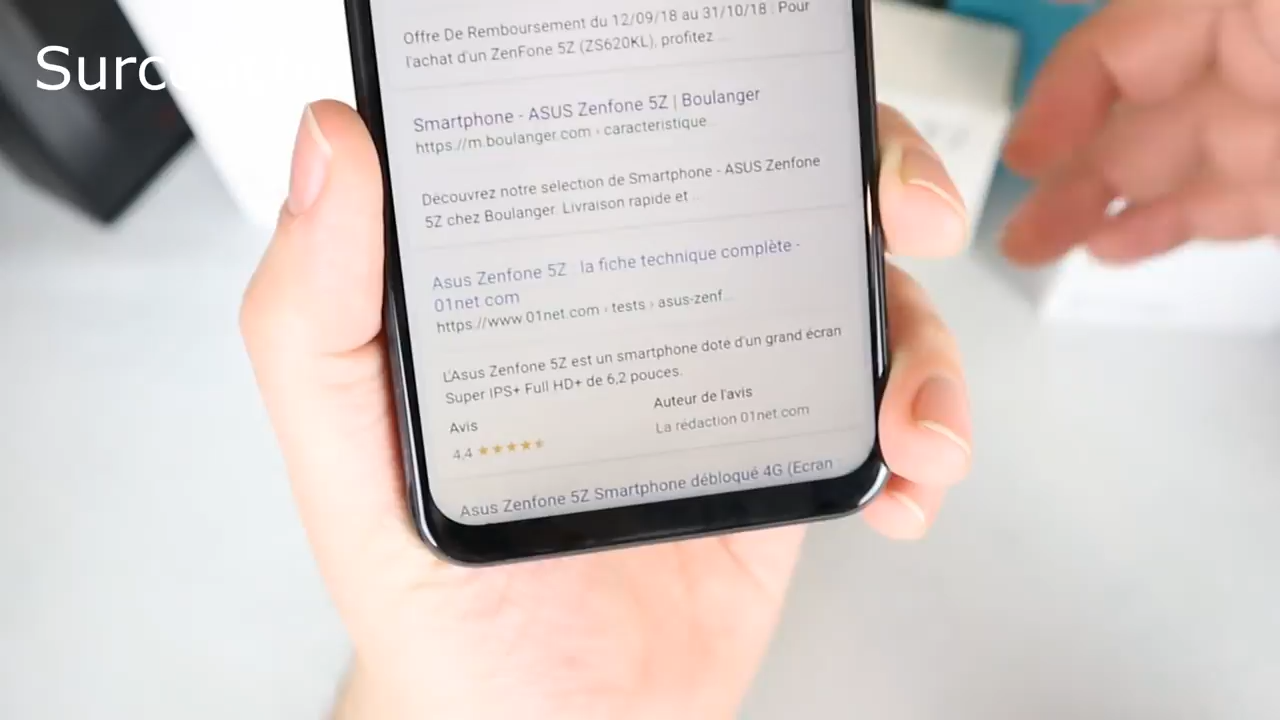 Offre De Remboursement du 12/09/18 au 31/10/18 : Pour
l'achat d'un ZenFone 5Z (ZS620KL), profitez ...
Smartphone - ASUS Zenfone 5Z | Boulanger
https://m.boulanger.com › caracteristique...
Découvrez notre sélection de Smartphone - ASUS Zenfone
5Z chez Boulanger. Livraison rapide et ...
Asus Zenfone 5Z : la fiche technique complète -
01net.com
https://www.01net.com › tests › asus-zenf...
L'Asus Zenfone 5Z est un smartphone doté d'un grand écran
Super IPS+ Full HD+ de 6,2 pouces.
Avis
Auteur de l'avis
4,4
La rédaction 01net.com
Asus Zenfone 5Z Smartphone débloqué 4G (Ecran